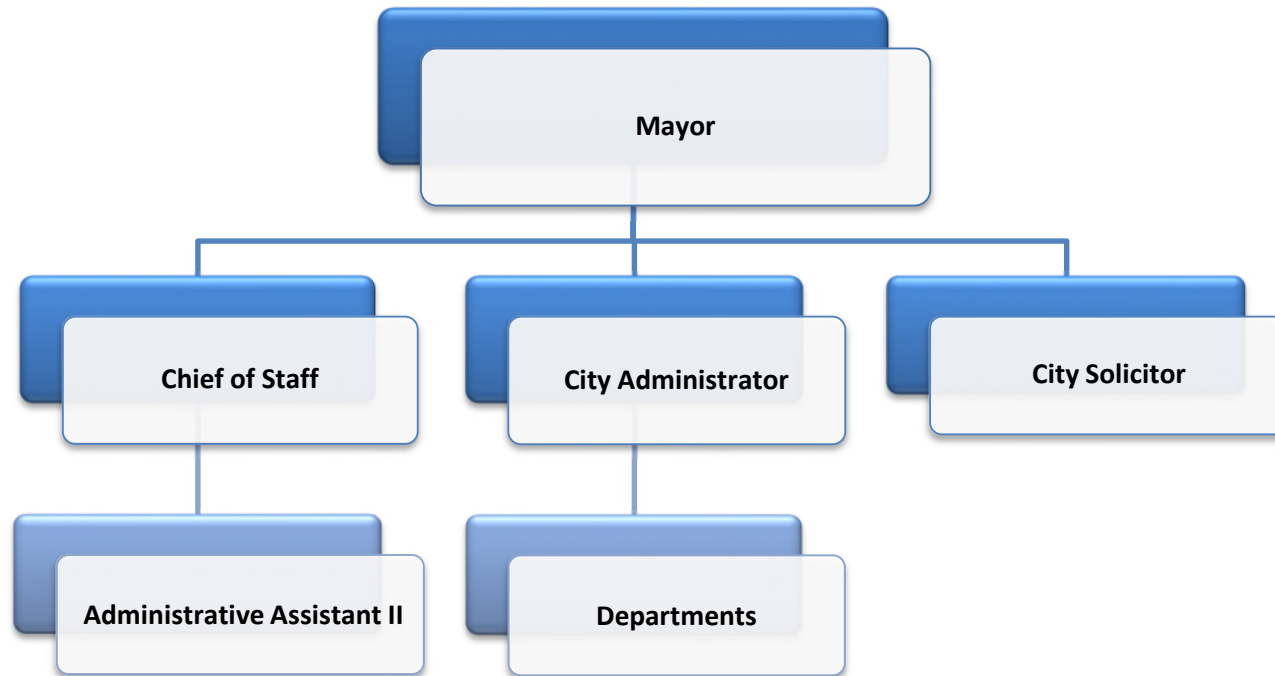 Mayor
Chief of Staff
City Administrator
City Solicitor
Administrative Assistant II
Departments